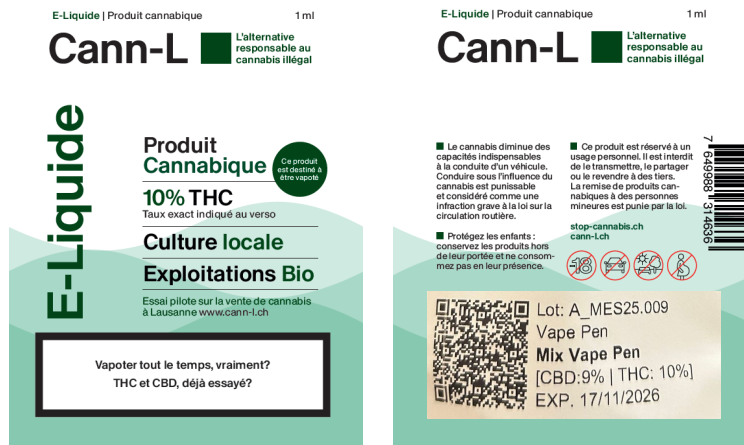 E-Liquide | Produit cannabique 1 ml
Cann-L
L'alternative
responsable au
cannabis illégal
E-Liquide
Produit
Cannabique
Ce produit
est destiné à
être vapoté
10% THC
Taux exact indiqué au verso
Culture locale
Exploitations Bio
Essai pilote sur la vente de cannabis
à Lausanne www.cann-l.ch
Vapoter tout le temps, vraiment?
THC et CBD, déjà essayé?
E-Liquide | Produit cannabique 1 ml
Cann-L
L'alternative
responsable au
cannabis illégal
Le cannabis diminue des
capacités indispensables
à la conduite d'un véhicule.
Conduire sous l'influence du
cannabis est punissable
et considéré comme une
infraction grave à la loi sur la
circulation routière.
Protégez les enfants :
conservez les produits hors
de leur portée et ne consom-
mez pas en leur présence.
Ce produit est réservé à un
usage personnel. Il est interdit
de le transmettre, le partager
ou le revendre à des tiers.
La remise de produits can-
nabiques à des personnes
mineures est punie par la loi.
stop-cannabis.ch
cann-l.ch
-18
7 649988 314636
Lot: A_MES25.009
Vape Pen
Mix Vape Pen
[CBD:9% | THC: 10%]
EXP. 17/11/2026